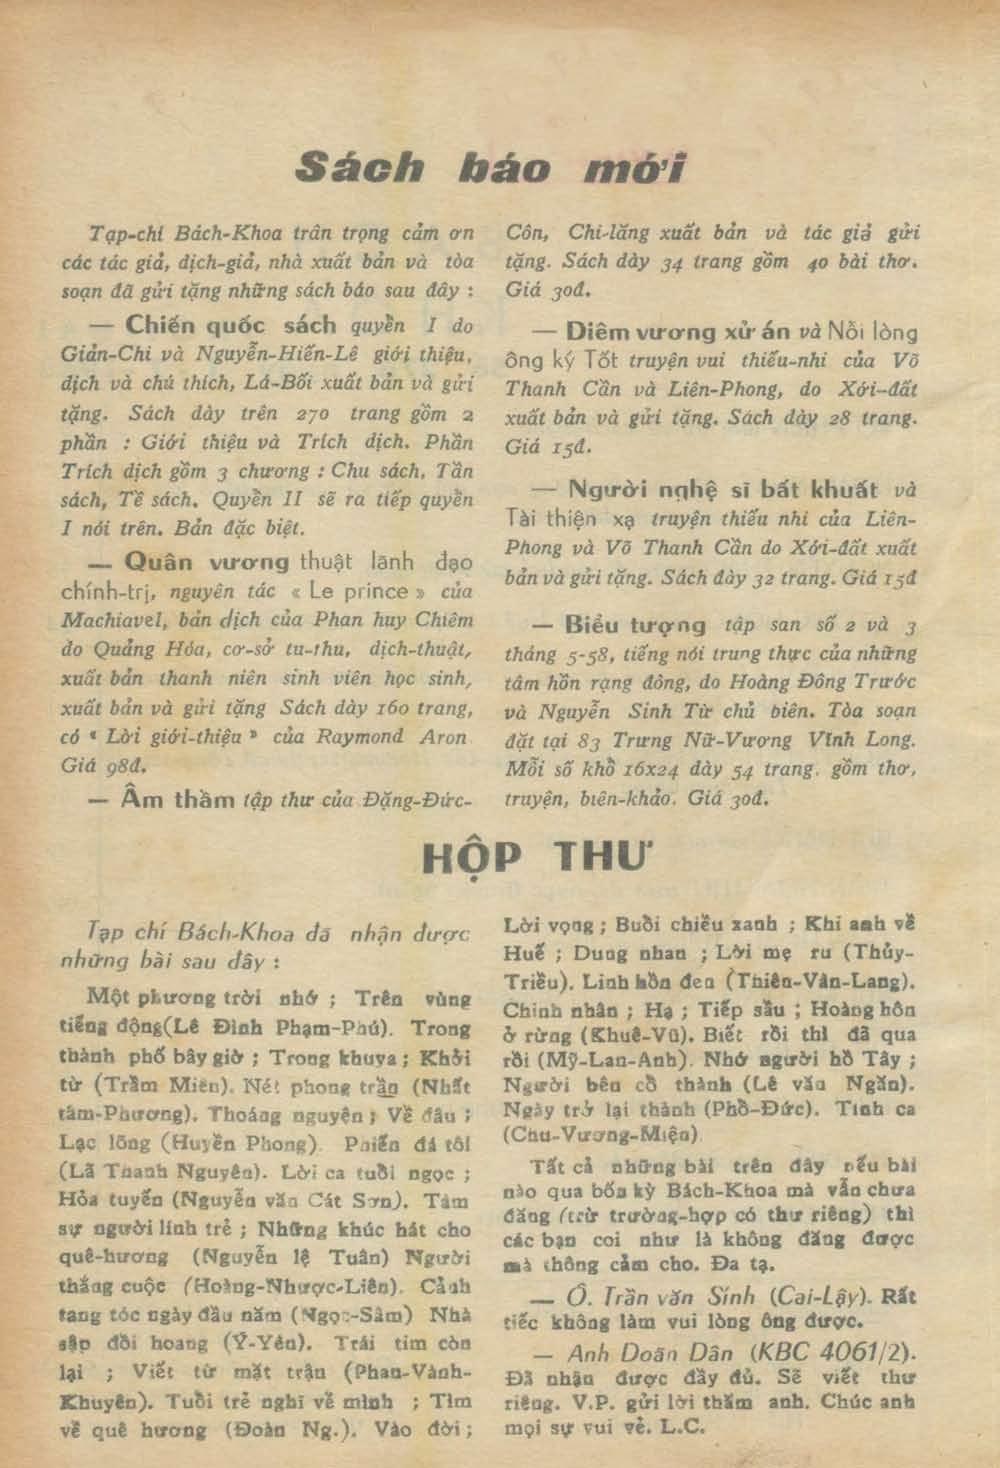 Sách báo mới
Tạp-chí Bách-Khoa trân trọng cảm ơn
các tác giả, dịch-giả, nhà xuất bản và tòa
soạn đã gửi tặng những sách báo sau đây :
— Chiến quốc sách quyền I do
Giản-Chi và Nguyễn-Hiến-Lê giới thiệu,
dịch và chú thích, Lá-Bối xuất bản và gửi
tặng. Sách dày trên 270 trang gồm 2
phần : Giới thiệu và Trích dịch. Phần
Trích dịch gồm 3 chương : Chu sách, Tần
sách, Tề sách. Quyền II sẽ ra tiếp quyền
I nói trên. Bản đặc biệt.
— Quân vương thuật lãnh đạo
chính-trị, nguyên tác « Le prince » của
Machiavel, bản dịch của Phan huy Chiêm
do Quảng Hóa, cơ-sở tu-thư, dịch-thuật,
xuất bản thanh niên sinh viên học sinh,
xuất bản và gửi tặng Sách dày 160 trang,
có « Lời giới-thiệu » của Raymond Aron
Giá 98đ.
— Âm thầm tập thư của Đặng-Đức-
Côn, Chi-lăng xuất bản và tác giả gửi
tặng. Sách dày 34 trang gồm 40 bài thơ.
Giá 30đ.
— Diêm vương xử án và Nỗi lòng
ông ký Tốt truyện vui thiếu-nhi của Võ
Thanh Cần và Liên-Phong, do Xới-đất
xuất bản và gửi tặng. Sách dày 28 trang.
Giá 15đ.
— Người nghệ sĩ bất khuất và
Tài thiện xạ truyện thiếu nhi của Liên-
Phong và Võ Thanh Cần do Xới-đất xuất
bản và gửi tặng. Sách dày 32 trang. Giá 15đ
— Biểu tượng tập san số 2 và 3
tháng 5-58, tiếng nói trung thực của những
tâm hồn rạng đông, do Hoàng Đông Trước
và Nguyễn Sinh Từ chủ biên. Tòa soạn
đặt tại 83 Trưng Nữ-Vương Vĩnh Long.
Mỗi số khổ 16x24 dày 54 trang. gồm thơ,
truyện, biên-khảo. Giá 30đ.
HỘP THƯ
Tạp chí Bách-Khoa đã nhận được
những bài sau đây :
Một phương trời nhớ ; Trên vùng
tiếng động(Lê Đình Phạm-Phú). Trong
thành phố bây giờ ; Trong khuya ; Khởi
từ (Trầm Miên). Nét phong trần (Nhất
tâm-Phương). Thoáng nguyện ; Về đâu ;
Lạc lõng (Huyền Phong). Phiến đá tôi
(Lã Thanh Nguyên). Lời ca tuổi ngọc ;
Hỏa tuyến (Nguyễn văn Cát Sơn). Tâm
sự người lính trẻ ; Những khúc hát cho
quê-hương (Nguyễn lệ Tuân) Người
thắng cuộc (Hoàng-Nhược-Liên). Cảnh
tang tóc ngày đầu năm (Ngọc-Sâm) Nhà
sập đồi hoang (Ý-Yên). Trái tim còn
lại ; Viết từ mặt trận (Phan-Vành-
Khuyên). Tuổi trẻ nghĩ về mình ; Tìm
về quê hương (Đoàn Ng.). Vào đời ;
Lời vọng ; Buổi chiều xanh ; Khi anh về
Huế ; Dung nhan ; Lời mẹ ru (Thủy-
Triều). Linh hồn đen (Thiên-Vân-Lang).
Chinh nhân ; Hạ ; Tiếp sầu ; Hoàng hôn
ở rừng (Khuê-Vũ). Biết rồi thì đã qua
rồi (Mỹ-Lan-Anh). Nhớ người hồ Tây ;
Người bên cồ thành (Lê văn Ngăn).
Ngày trở lại thành (Phồ-Đức). Tình ca
(Chu-Vương-Miện)
Tất cả những bài trên đây nếu bài
nào qua bốn kỳ Bách-Khoa mà vẫn chưa
đăng (trừ trường-hợp có thư riêng) thì
các bạn coi như là không đăng được
mà thông cảm cho. Đa tạ.
— Ô. Trần văn Sinh (Cai-Lậy). Rất
tiếc không làm vui lòng ông được.
— Anh Doãn Dân (KBC 4061/2).
Đã nhận được đầy đủ. Sẽ viết thư
riêng. V.P. gửi lời thăm anh. Chúc anh
mọi sự vui vẻ. L.C.